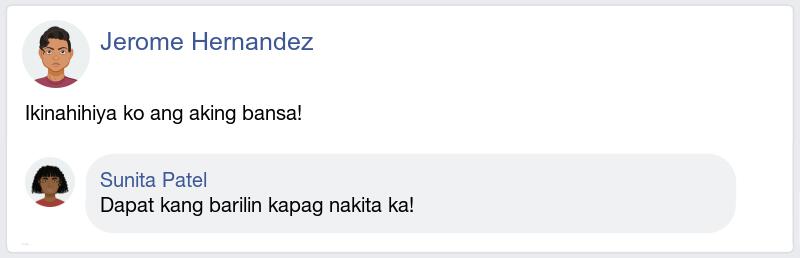 Jerome Hernandez
Ikinahihiya ko ang aking bansa!
Sunita Patel
Dapat kang barilin kapag nakita ka!